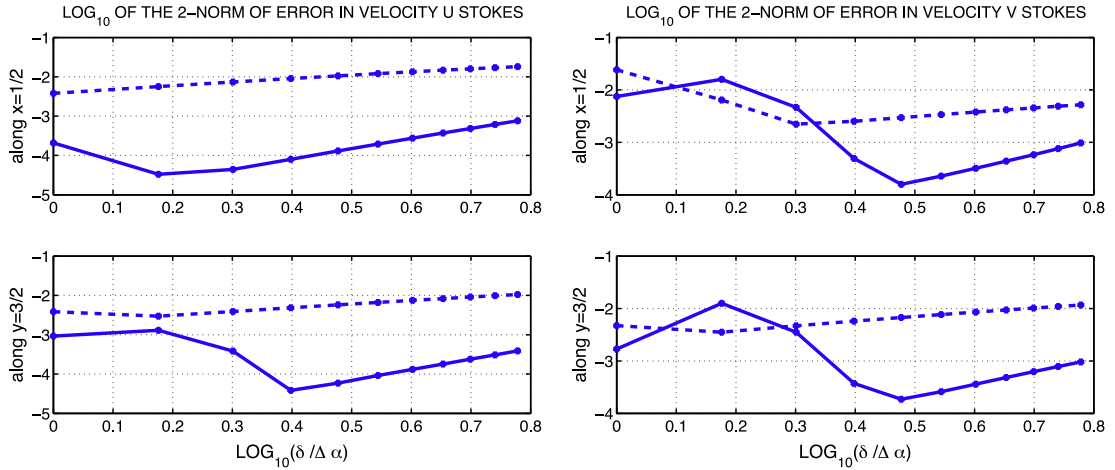 LOG10 OF THE 2−NORM OF ERROR IN VELOCITY U STOKES
LOG10 OF THE 2−NORM OF ERROR IN VELOCITY V STOKES
−1
−2
−3
−4
−5
along x=1/2
0 0.1 0.2 0.3 0.4 0.5 0.6 0.7 0.8
−1
−2
−3
−4
along x=1/2
0 0.1 0.2 0.3 0.4 0.5 0.6 0.7 0.8
−1
−2
−3
−4
−5
along y=3/2
0 0.1 0.2 0.3 0.4 0.5 0.6 0.7 0.8
LOG10(δ /Δ α)
−1
−2
−3
−4
along y=3/2
0 0.1 0.2 0.3 0.4 0.5 0.6 0.7 0.8
LOG10(δ /Δ α)